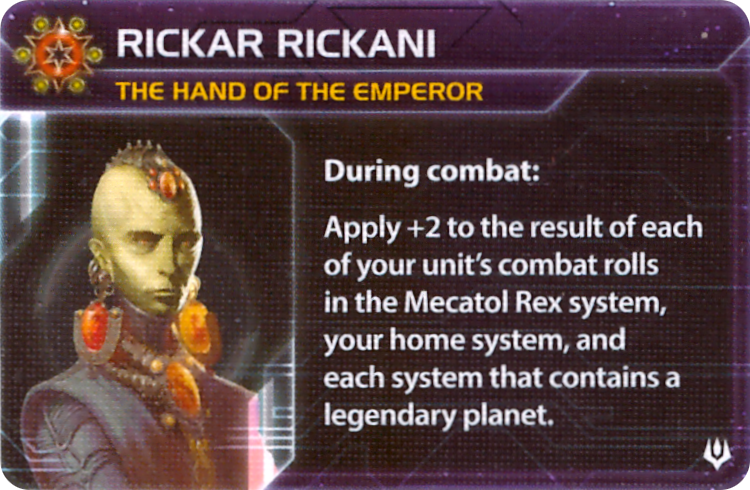 RICKAR RICKANI
THE HAND OF THE EMPEROR
During combat:
Apply +2 to the result of each
of your unit's combat rolls
in the Mecatol Rex system,
your home system, and
each system that contains a
legendary planet.